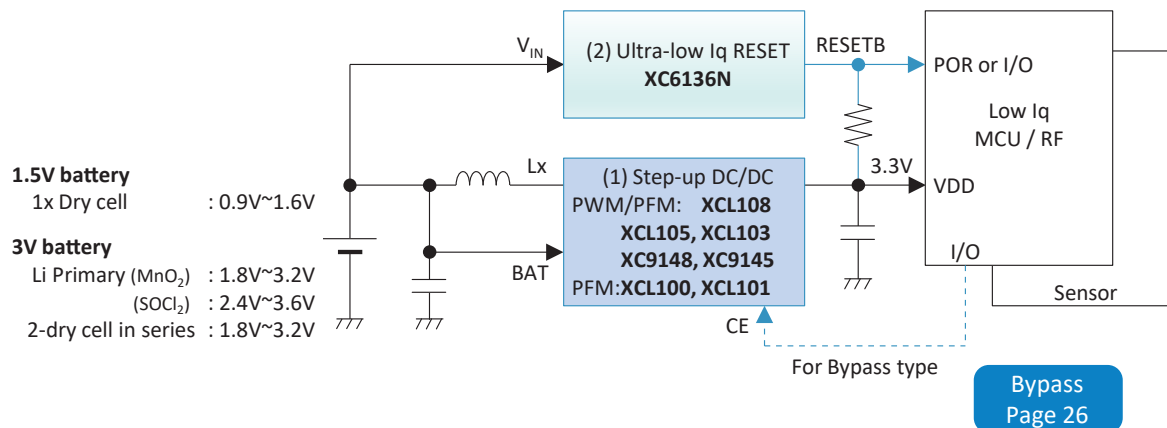 V_IN
(2) Ultra-low Iq RESET
XC6136N
RESETB
POR or I/O
Low Iq
MCU / RF
1.5V battery
1x Dry cell : 0.9V~1.6V
3V battery
Li Primary (MnO₂) : 1.8V~3.2V
(SOCl₂) : 2.4V~3.6V
2-dry cell in series : 1.8V~3.2V
Lx
BAT
(1) Step-up DC/DC
PWM/PFM: XCL108
XCL105, XCL103
XC9148, XC9145
PFM:XCL100, XCL101
3.3V
VDD
I/O
Sensor
CE
For Bypass type
Bypass
Page 26